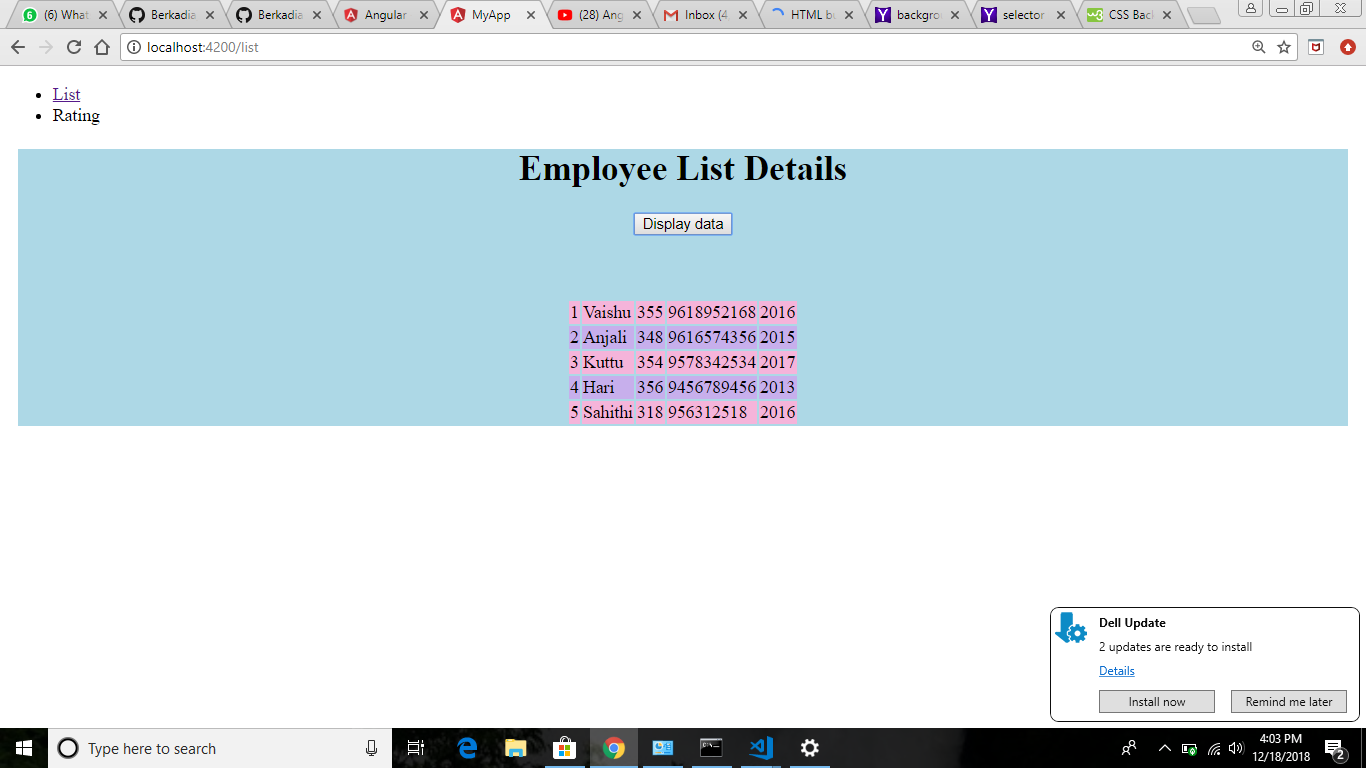 (6) What
Berkadia
Berkadia
Angular
MyApp
(28) Ang
Inbox (4
HTML bu
backgro
selector
CSS Bac
localhost:4200/list
List
Rating
Employee List Details
Display data
1 Vaishu 355 9618952168 2016
2 Anjali 348 9616574356 2015
3 Kuttu 354 9578342534 2017
4 Hari 356 9456789456 2013
5 Sahithi 318 956312518 2016
Dell Update
2 updates are ready to install
Details
Install now Remind me later
Type here to search
4:03 PM
12/18/2018
2